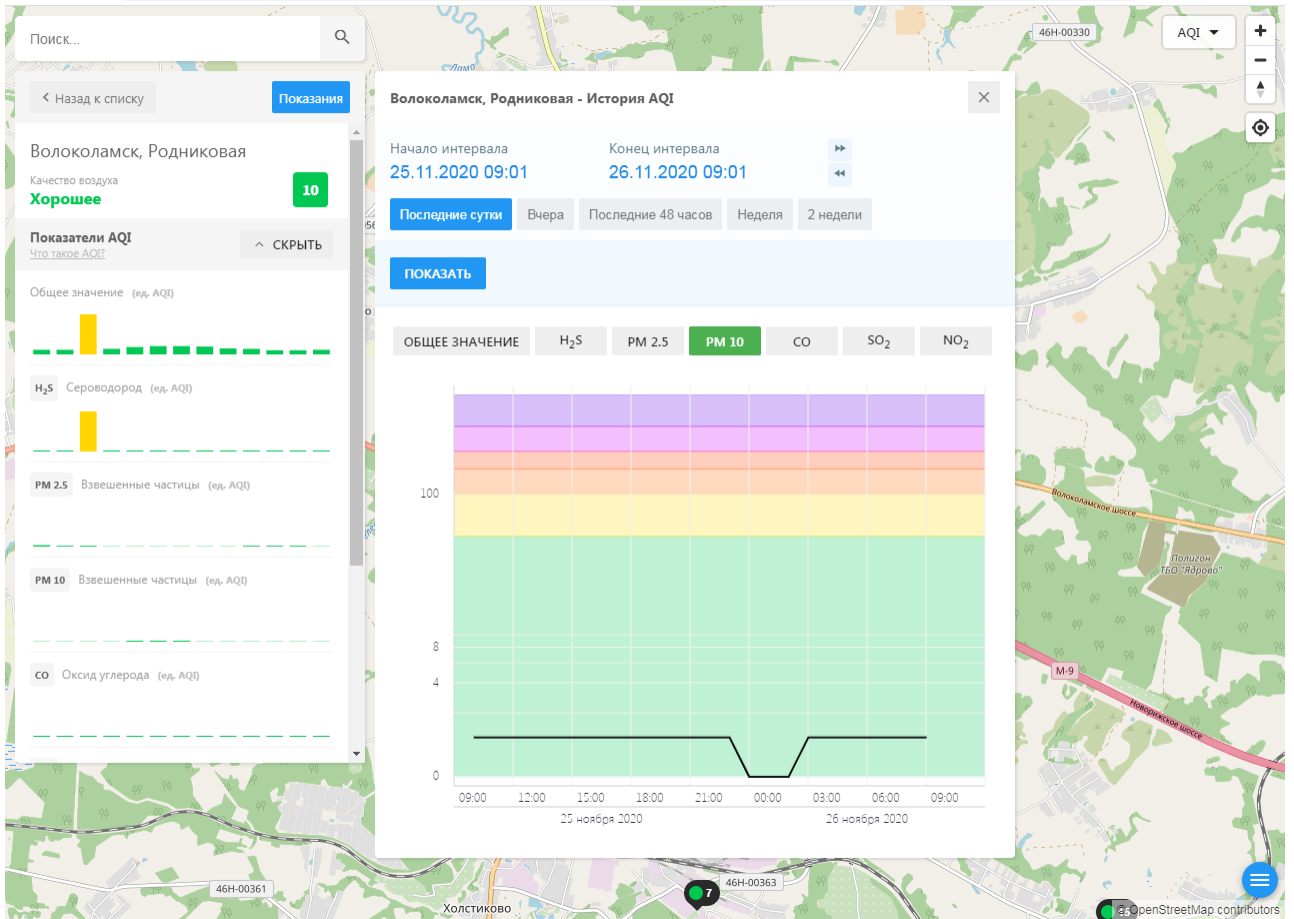 Поиск...
46Н-00330
AQI
Ламо
Назад к списку
Показания
Волоколамск, Родниковая
Качество воздуха
Хорошее
10
Показатели AQI
Что такое AQI?
СКРЫТЬ
Общее значение (ед. AQI)
H2S Сероводород (ед. AQI)
PM 2.5 Взвешенные частицы (ед. AQI)
PM 10 Взвешенные частицы (ед. AQI)
CO Оксид углерода (ед. AQI)
Волоколамск, Родниковая - История AQI
Начало интервала
25.11.2020 09:01
Конец интервала
26.11.2020 09:01
Последние сутки
Вчера
Последние 48 часов
Неделя
2 недели
ПОКАЗАТЬ
ОБЩЕЕ ЗНАЧЕНИЕ
H2S
PM 2.5
PM 10
CO
SO2
NO2
100
8
4
0
09:00 12:00 15:00 18:00 21:00 00:00 03:00 06:00 09:00
25 ноября 2020 26 ноября 2020
Волоколамское шоссе
Полигон
ТБО "Ядрово"
М-9
Новорижское шоссе
46Н-00361
Холстиково
7
46Н-00363
© OpenStreetMap contributors